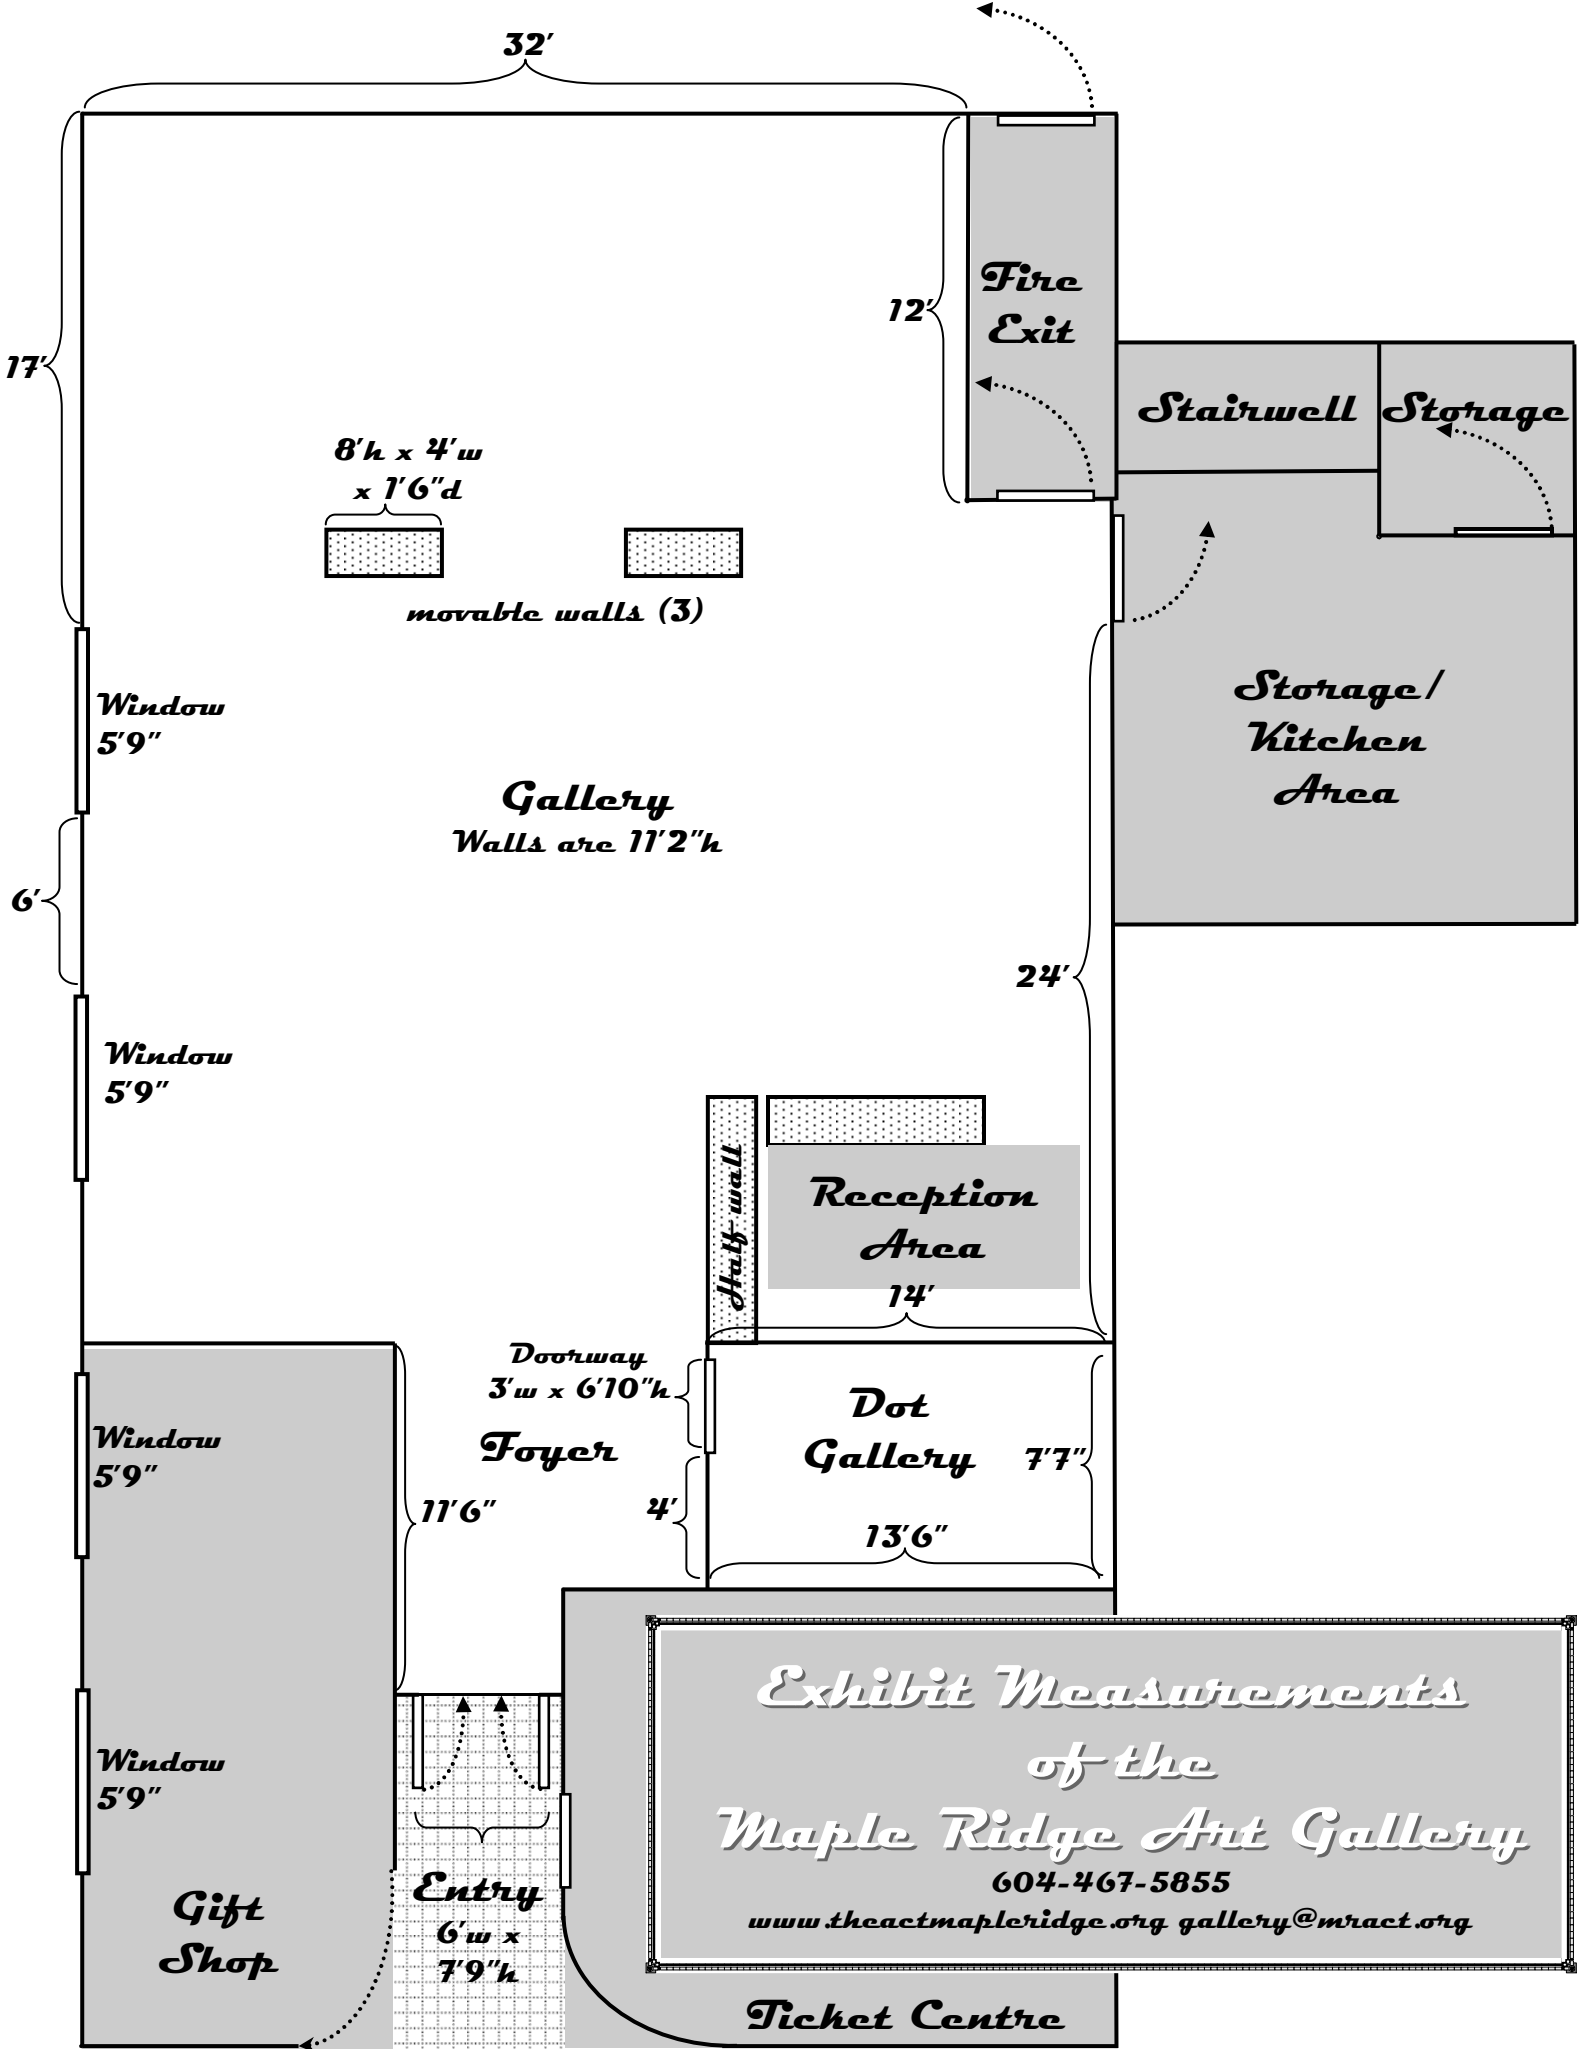 32'
12'
Fire
Exit
17'
Stairwell
Storage
8'h x 4'w
x 1'6"d
movable walls (3)
Window
5'9"
Storage/
Kitchen
Area
Gallery
Walls are 11'2"h
6'
24'
Window
5'9"
Half wall
Reception
Area
14'
Doorway
3'w x 6'10"h
Dot
Gallery
Foyer
7'7"
Window
5'9"
11'6"
4'
13'6"
Exhibit Measurements
of the
Maple Ridge Art Gallery
604-467-5855
www.theactmapleridge.org gallery@mract.org
Window
5'9"
Entry
6'w x
7'9"h
Gift
Shop
Ticket Centre